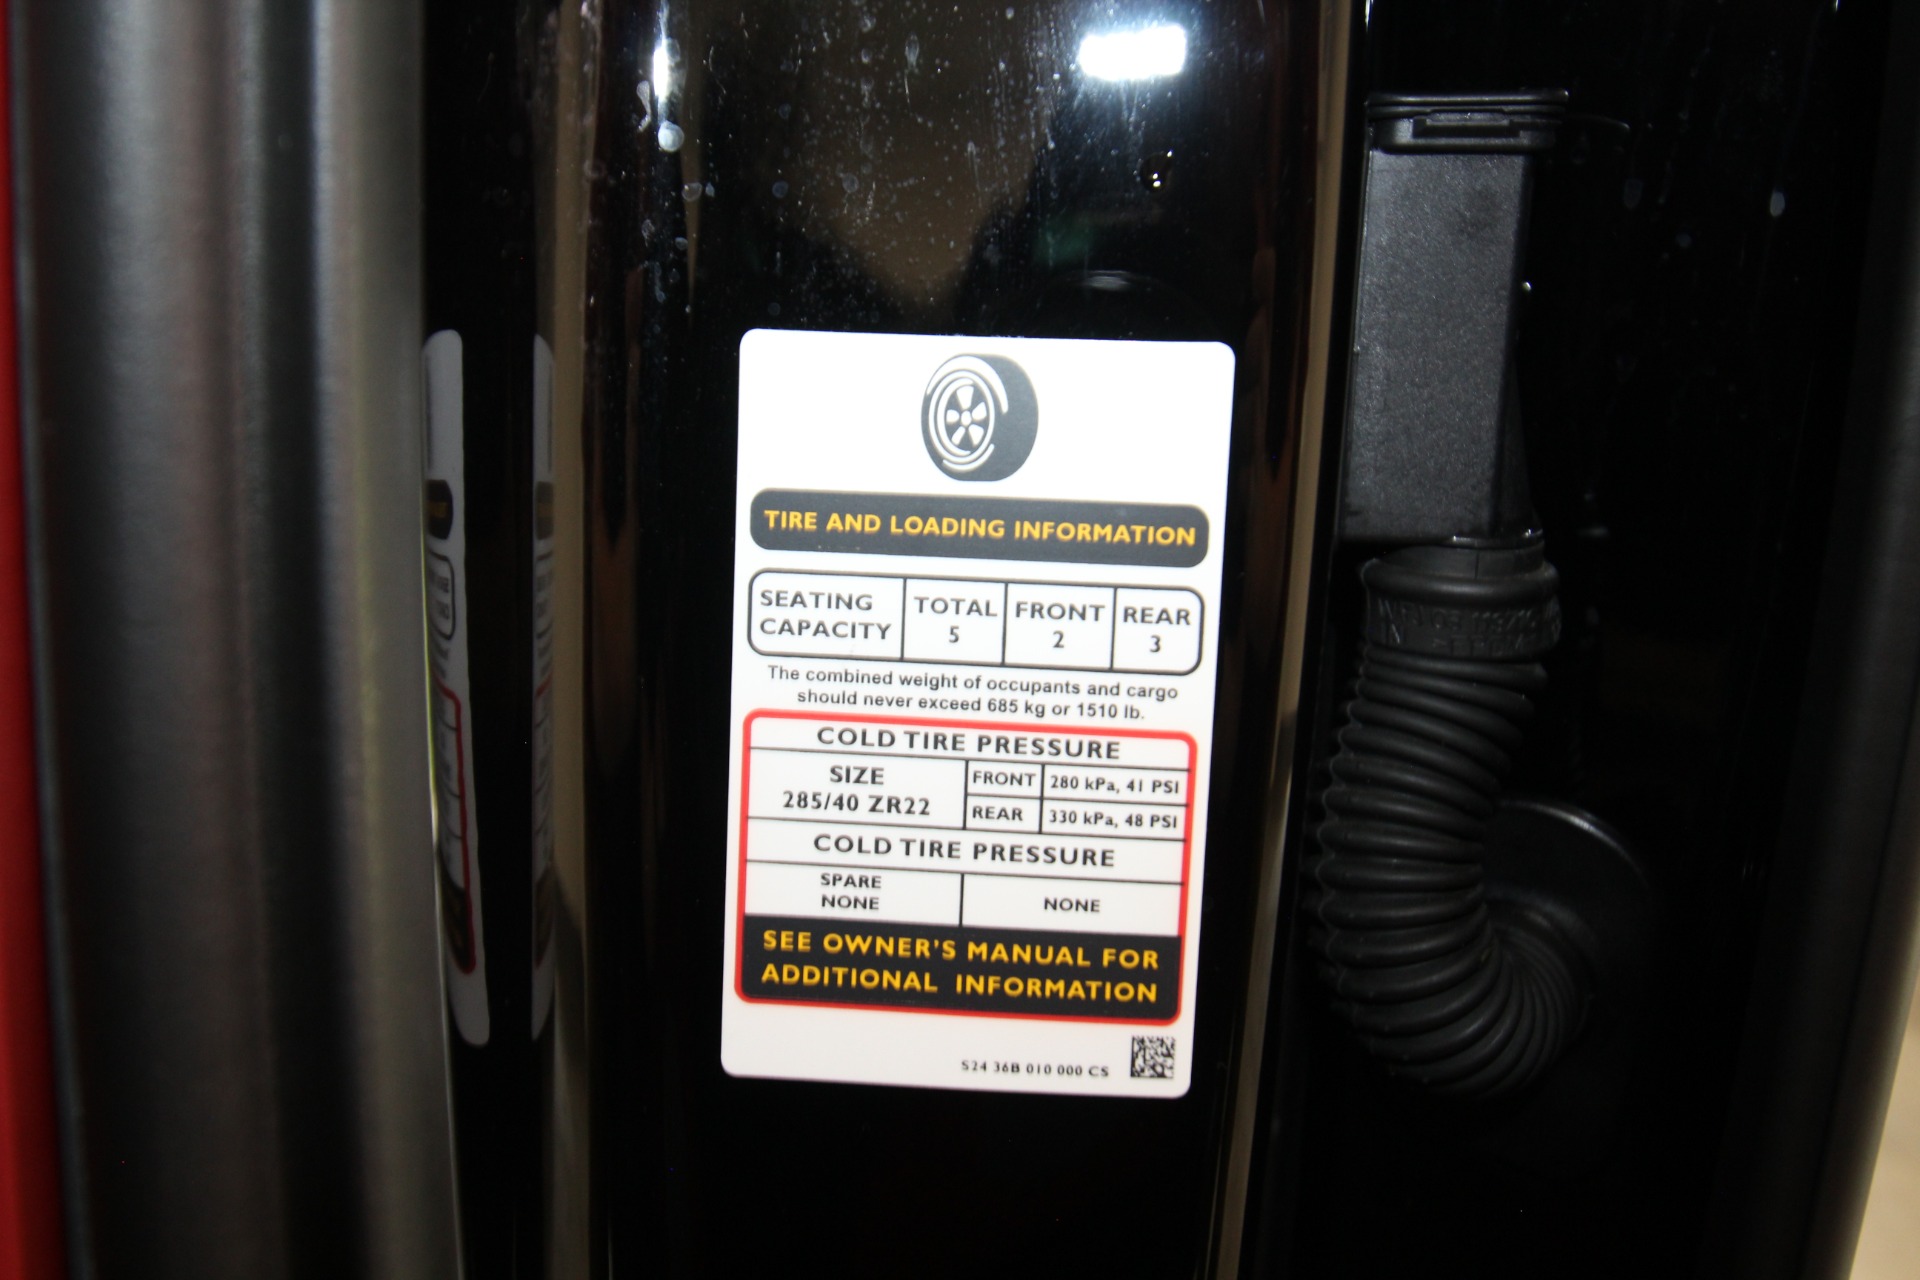 TIRE AND LOADING INFORMATION
SEATING CAPACITY
TOTAL 5
FRONT 2
REAR 3
The combined weight of occupants and cargo
should never exceed 685 kg or 1510 lb.
COLD TIRE PRESSURE
SIZE
285/40 ZR22
FRONT 280 kPa, 41 PSI
REAR 330 kPa, 48 PSI
COLD TIRE PRESSURE
SPARE
NONE
NONE
SEE OWNER'S MANUAL FOR
ADDITIONAL INFORMATION
S24 36B 010 000 CS